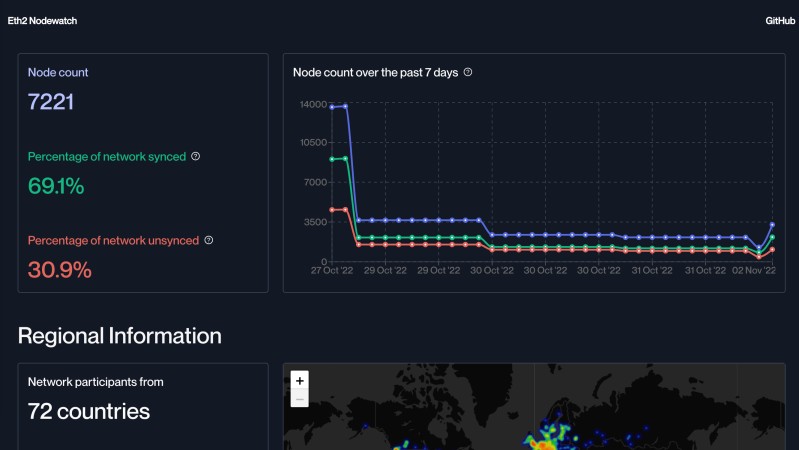 Eth2 Nodewatch
GitHub
Node count
7221
Percentage of network synced
69.1%
Percentage of network unsynced
30.9%
Node count over the past 7 days
14000
10500
7000
3500
0
27 Oct '22 29 Oct '22 29 Oct '22 30 Oct '22 30 Oct '22 30 Oct '22 31 Oct '22 31 Oct '22 02 Nov '22
Regional Information
Network participants from
72 countries
+
−